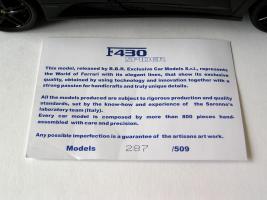 F430
SPIDER
This model, released by B.B.R. Exclusive Car Models S.r.l., represents
the World of Ferrari with its elegant lines, that show its exclusive
quality, obtained by using technology and innovation together with a
strong passion for handicrafts and truly unique details.
All the models produced are subject to rigorous production and quality
standards, set by the know-how and experience of the Saronno's
laboratory team (Italy).
Every car model is composed by more than 800 pieces hand-
assembled with care and precision.
Any possible imperfection is a guarantee of the artisans art work.
Models 287 /509